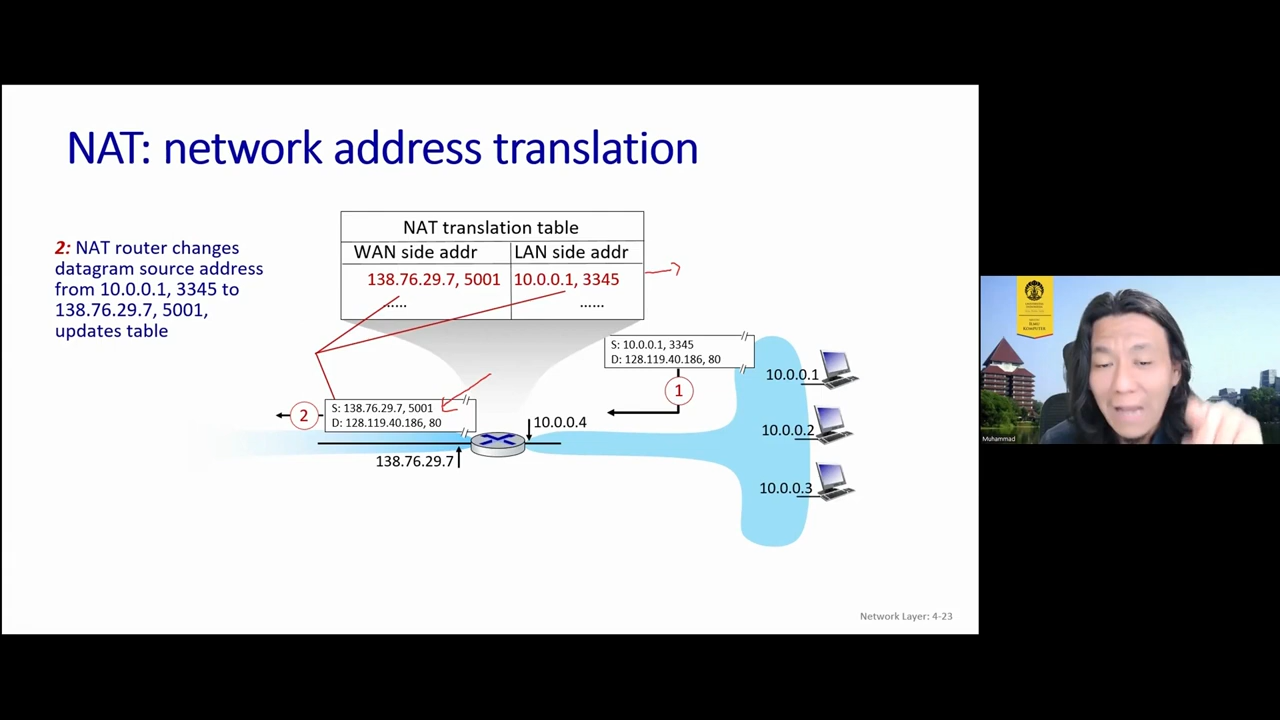 NAT: network address translation
2: NAT router changes
datagram source address
from 10.0.0.1, 3345 to
138.76.29.7, 5001,
updates table
NAT translation table
WAN side addr LAN side addr
138.76.29.7, 5001 10.0.0.1, 3345
...... ......
S: 10.0.0.1, 3345
D: 128.119.40.186, 80
1
10.0.0.1
2
S: 138.76.29.7, 5001
D: 128.119.40.186, 80
10.0.0.4
10.0.0.2
138.76.29.7
10.0.0.3
Network Layer: 4-23
ILMU
KOMPUTER
Muhammad